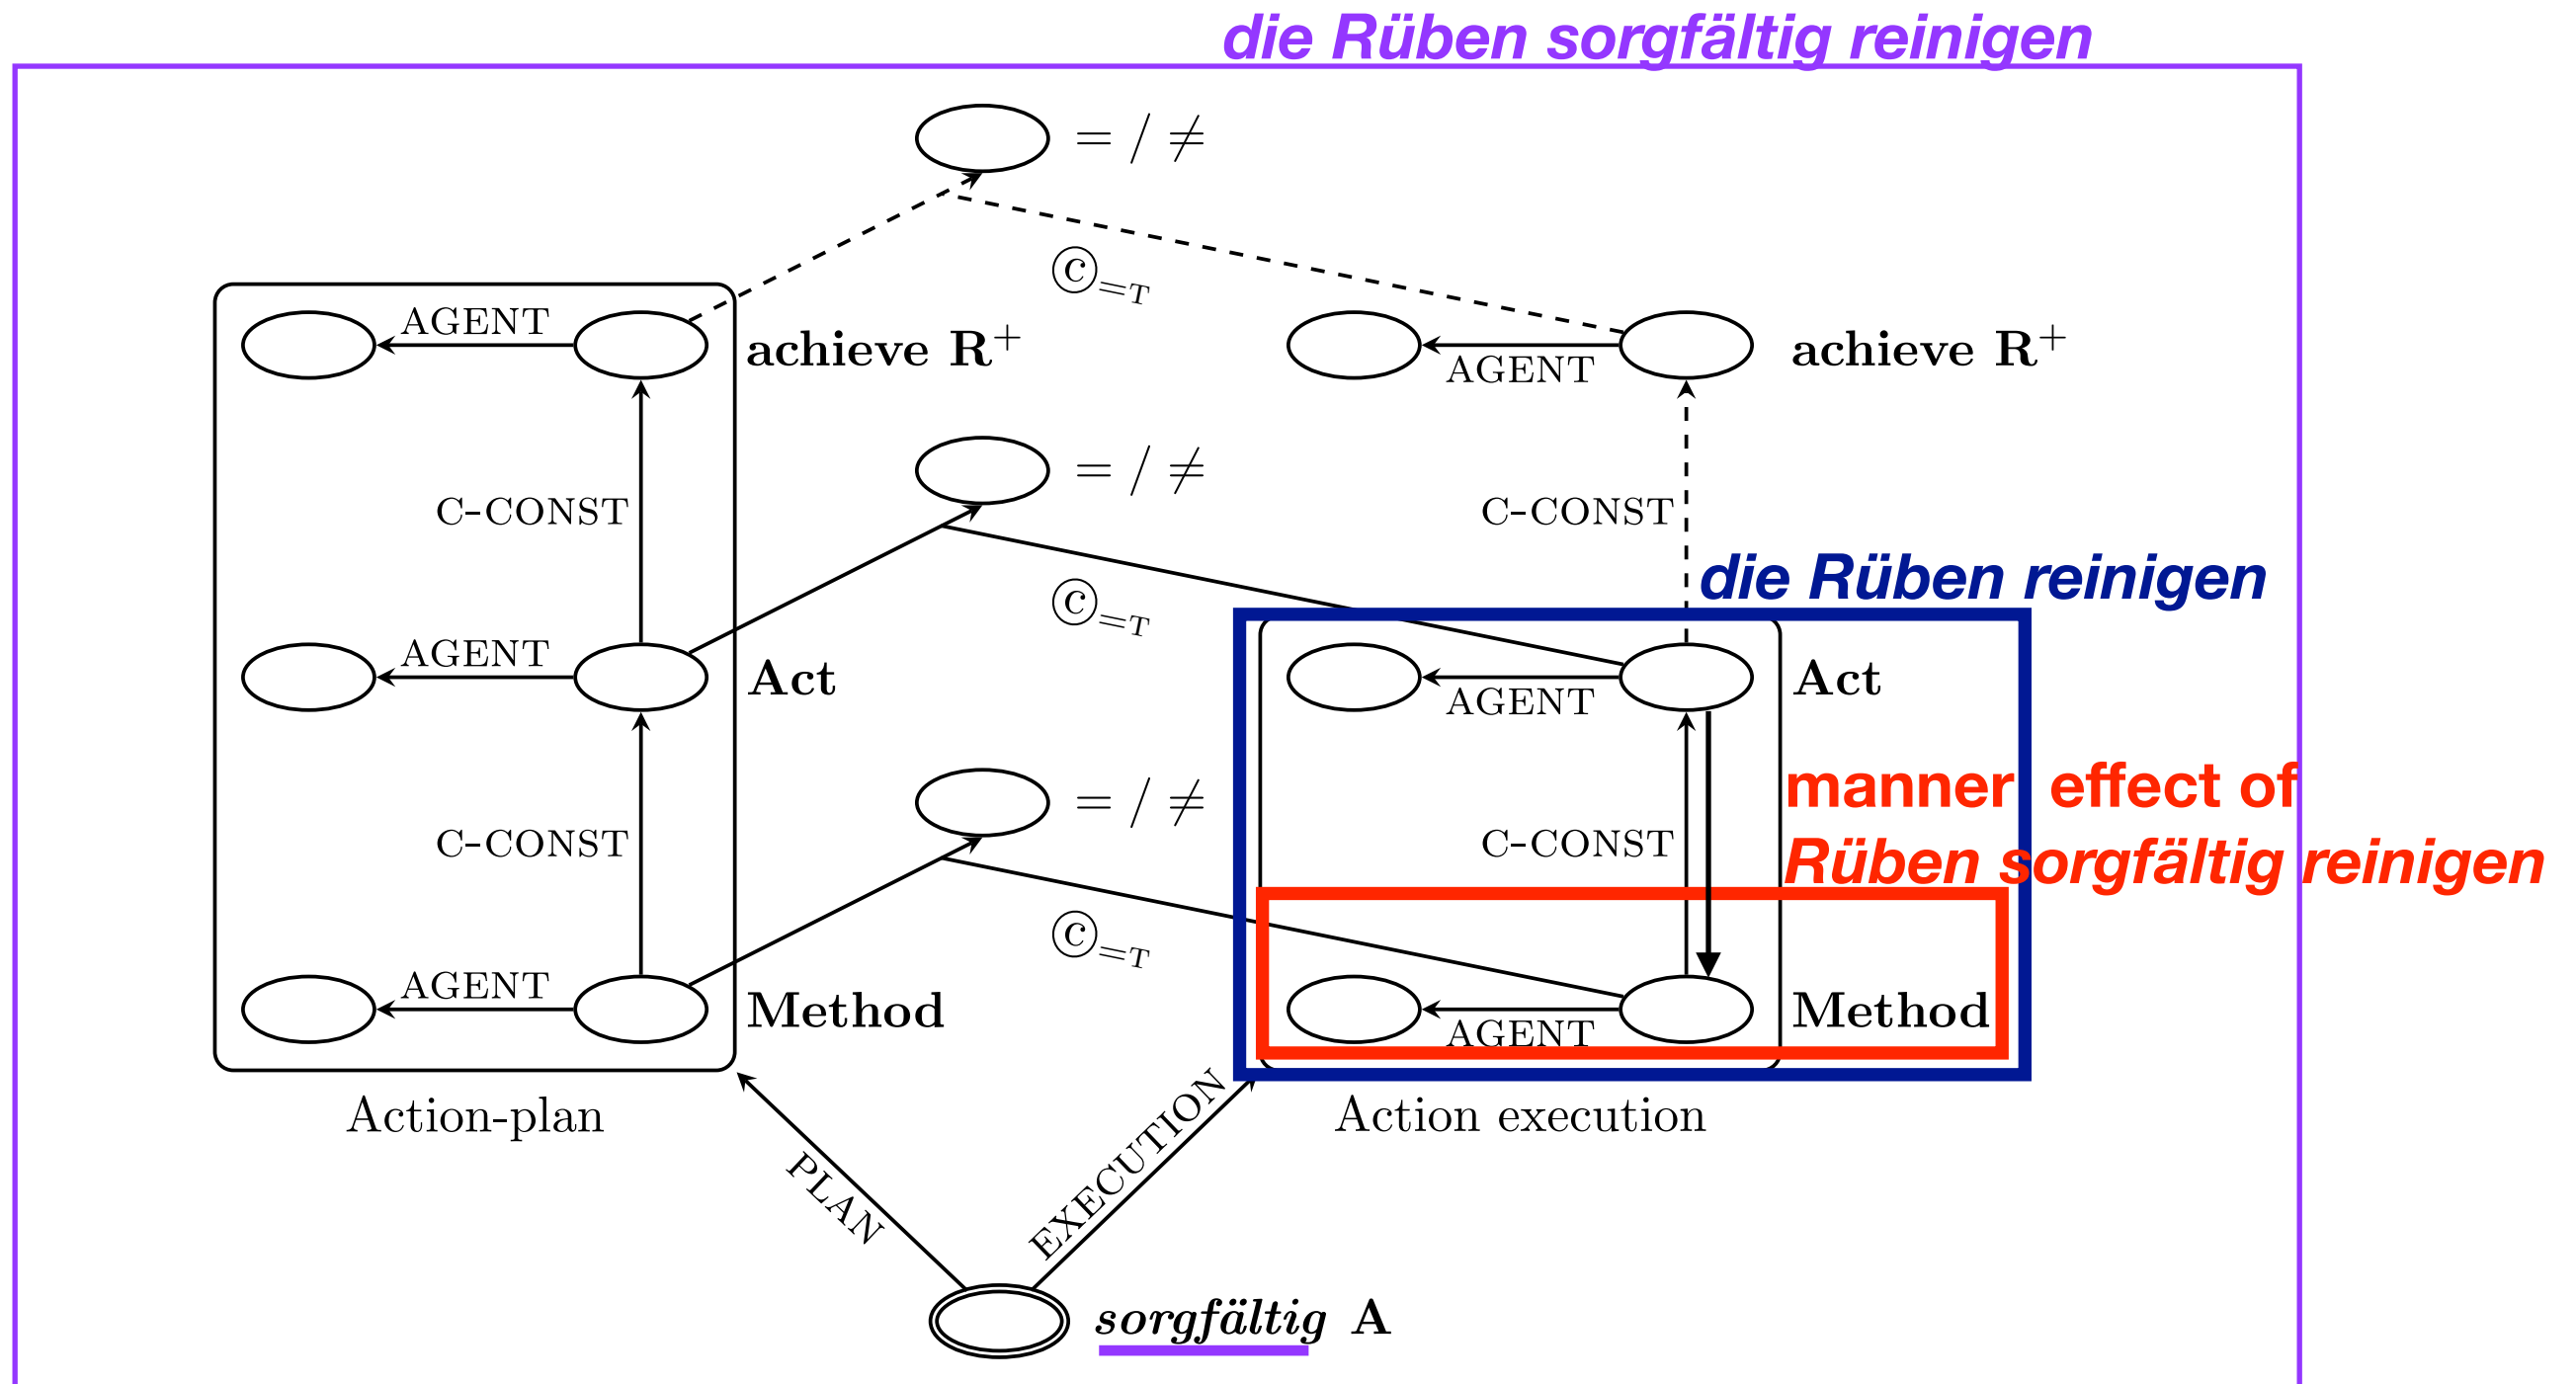 die Rüben sorgfältig reinigen
= / ≠
©=T
AGENT
achieve R+
AGENT
achieve R+
= / ≠
C-CONST
C-CONST
©=T
die Rüben reinigen
AGENT
Act
AGENT
Act
= / ≠
manner effect of
Rüben sorgfältig reinigen
C-CONST
C-CONST
©=T
AGENT
Method
AGENT
Method
Action-plan
Action execution
PLAN
EXECUTION
sorgfältig A